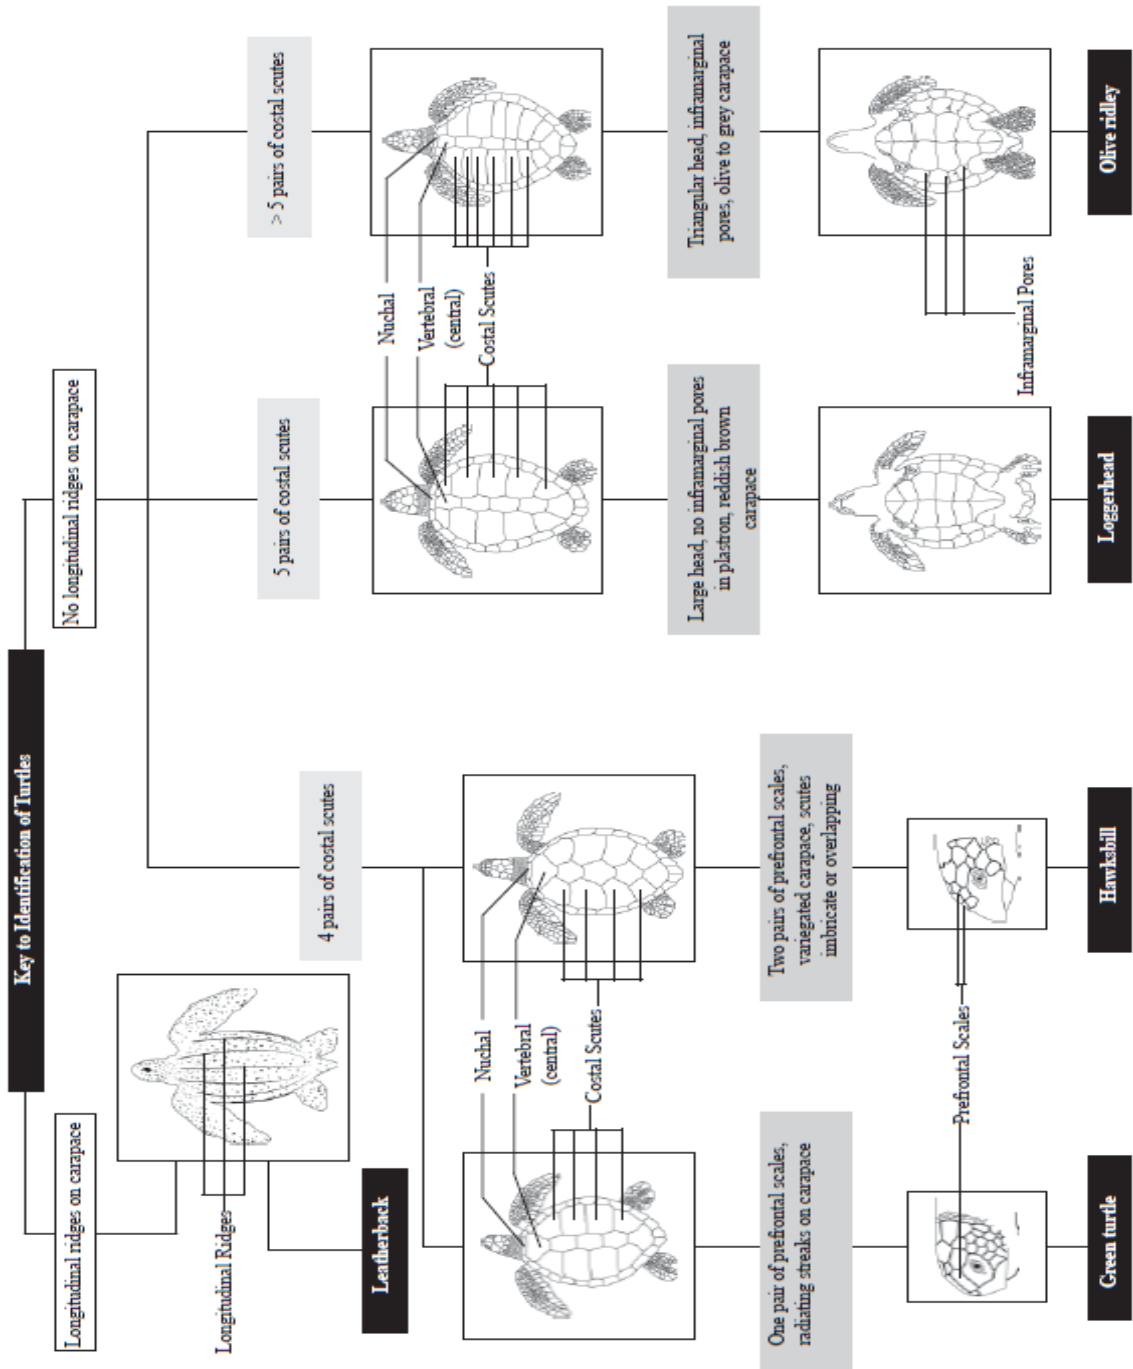 Key to Identification of Turtles
Longitudinal ridges on carapace
No longitudinal ridges on carapace
Longitudinal Ridges
Leatherback
4 pairs of costal scutes
5 pairs of costal scutes
> 5 pairs of costal scutes
Nuchal
Vertebral
(central)
Costal Scutes
Nuchal
Vertebral
(central)
Costal Scutes
One pair of prefrontal scales,
radiating streaks on carapace
Two pairs of prefrontal scales,
variegated carapace, scutes
imbricate or overlapping
Large head, no inframarginal pores
in plastron, reddish brown
carapace
Triangular head, inframarginal
pores, olive to grey carapace
Prefrontal Scales
Inframarginal Pores
Green turtle
Hawksbill
Loggerhead
Olive ridley